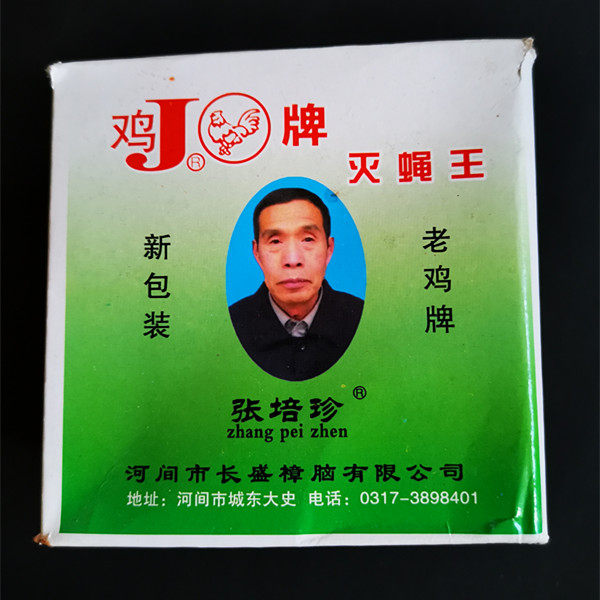 鸡J®牌
灭蝇王
新包装
老鸡牌
张培珍®
zhang pei zhen
河间市长盛樟脑有限公司
地址：河间市城东大史 电话：0317-3898401